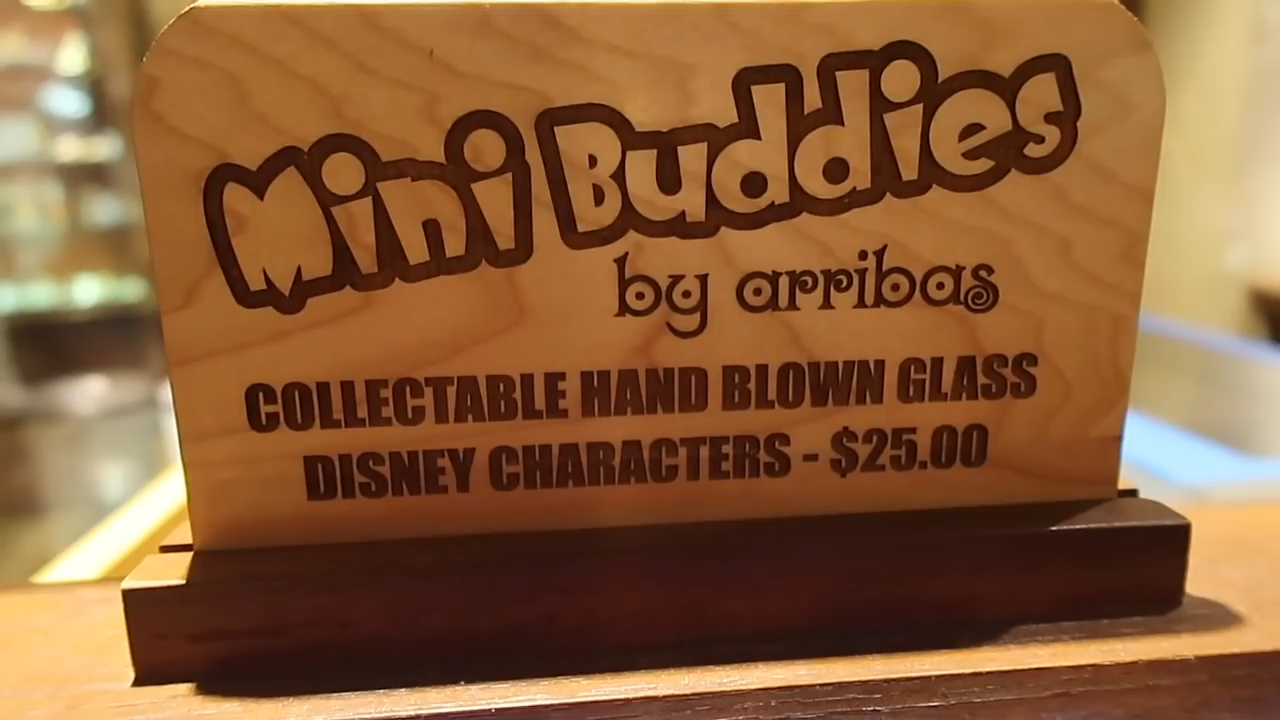 Mini Buddies
by arribas
COLLECTABLE HAND BLOWN GLASS
DISNEY CHARACTERS - $25.00